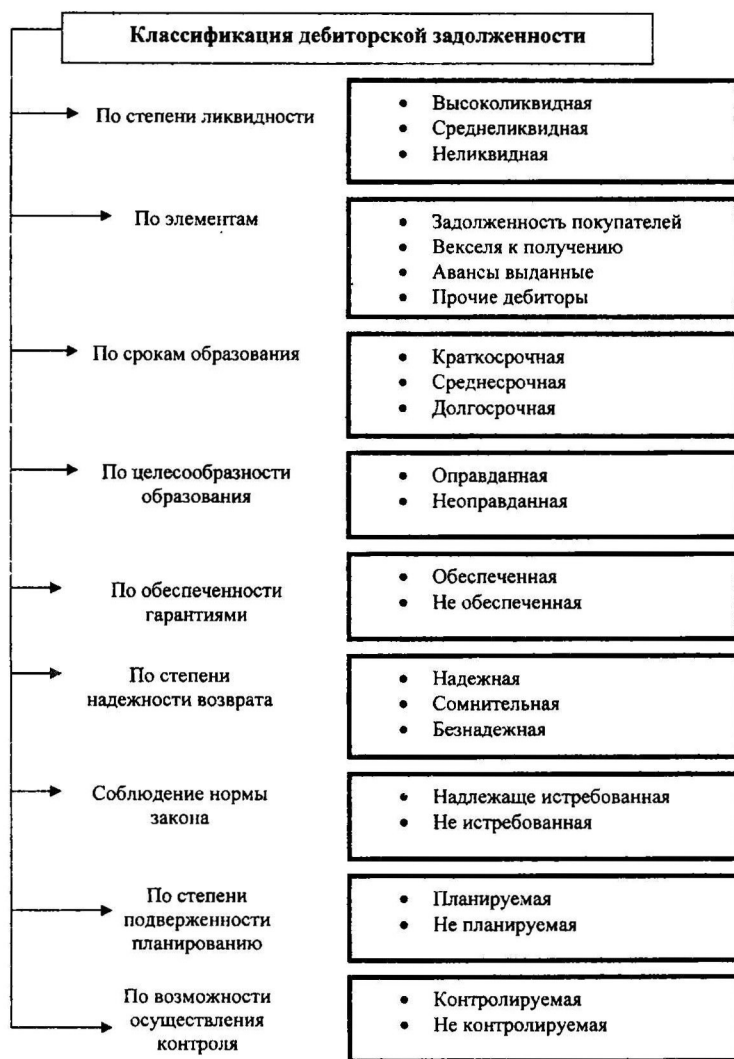 Классификация дебиторской задолженности
По степени ликвидности
• Высоколиквидная
• Среднеликвидная
• Неликвидная
По элементам
• Задолженность покупателей
• Векселя к получению
• Авансы выданные
• Прочие дебиторы
По срокам образования
• Краткосрочная
• Среднесрочная
• Долгосрочная
По целесообразности
образования
• Оправданная
• Неоправданная
По обеспеченности
гарантиями
• Обеспеченная
• Не обеспеченная
По степени
надежности возврата
• Надежная
• Сомнительная
• Безнадежная
Соблюдение нормы
закона
• Надлежаще истребованная
• Не истребованная
По степени
подверженности
планированию
• Планируемая
• Не планируемая
По возможности
осуществления
контроля
• Контролируемая
• Не контролируемая